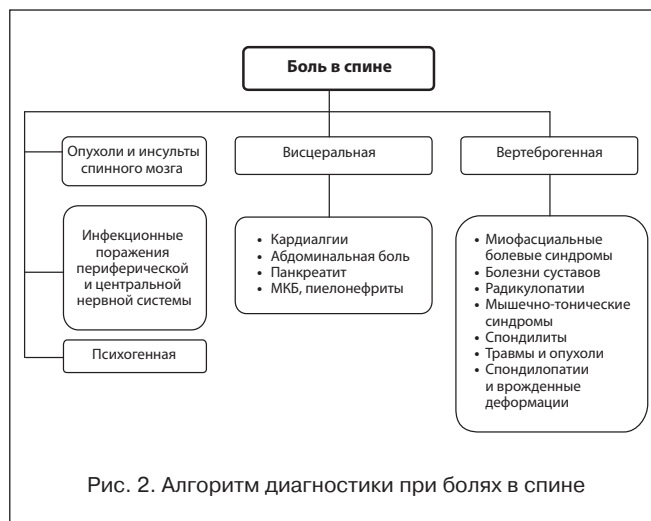 Боль в спине
Опухоли и инсульты
спинного мозга
Инфекционные
поражения
периферической
и центральной
нервной системы
Психогенная
Висцеральная
• Кардиалгии
• Абдоминальная боль
• Панкреатит
• МКБ, пиелонефриты
Вертеброгенная
• Миофасциальные
болевые синдромы
• Болезни суставов
• Радикулопатии
• Мышечно-тонические
синдромы
• Спондилиты
• Травмы и опухоли
• Спондилопатии
и врожденные
деформации
Рис. 2. Алгоритм диагностики при болях в спине